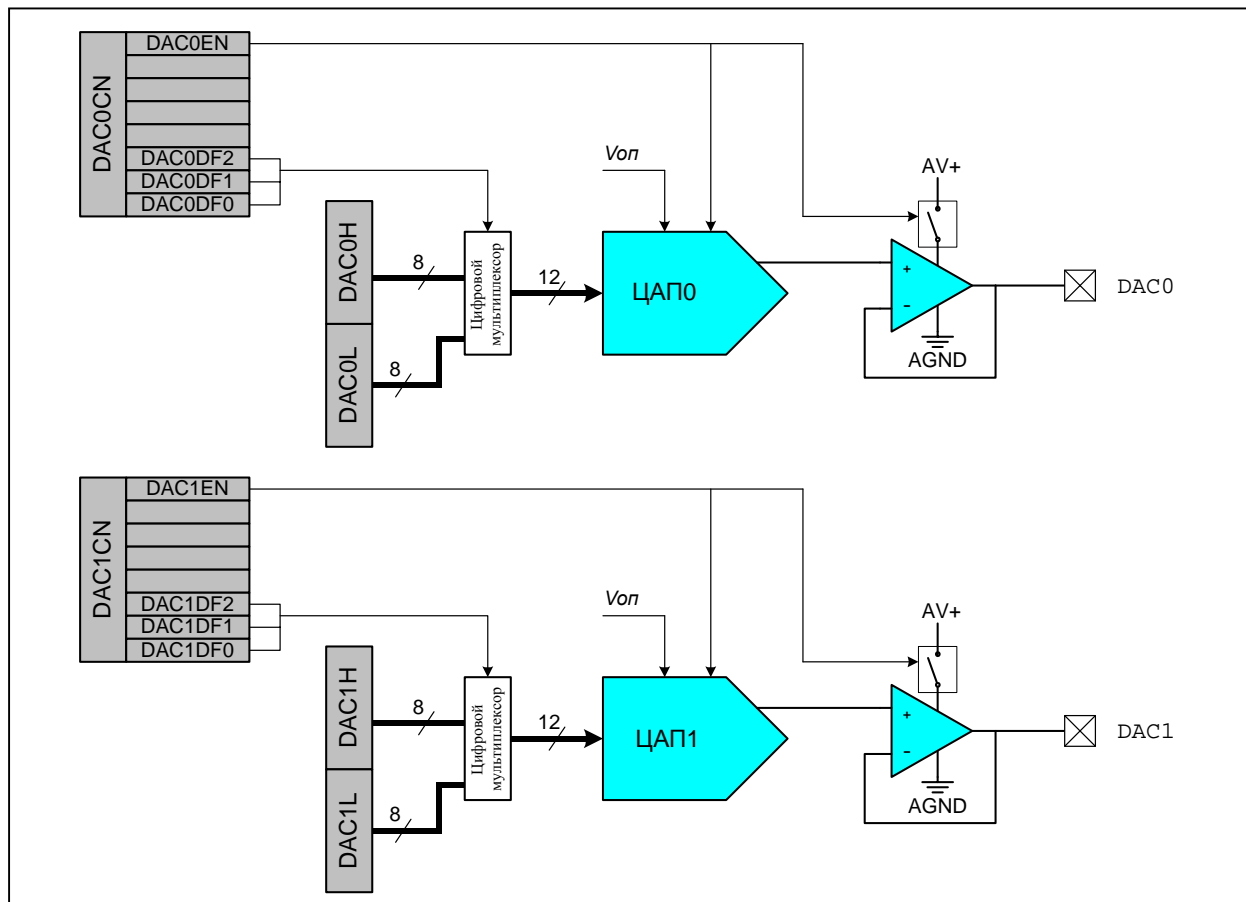 DAC0CN
DAC0EN
DAC0DF2
DAC0DF1
DAC0DF0
DAC0H
DAC0L
8
8
Цифровой
мультиплексор
12
Vоп
ЦАП0
AV+
+
−
AGND
DAC0
DAC1CN
DAC1EN
DAC1DF2
DAC1DF1
DAC1DF0
DAC1H
DAC1L
8
8
Цифровой
мультиплексор
12
Vоп
ЦАП1
AV+
+
−
AGND
DAC1